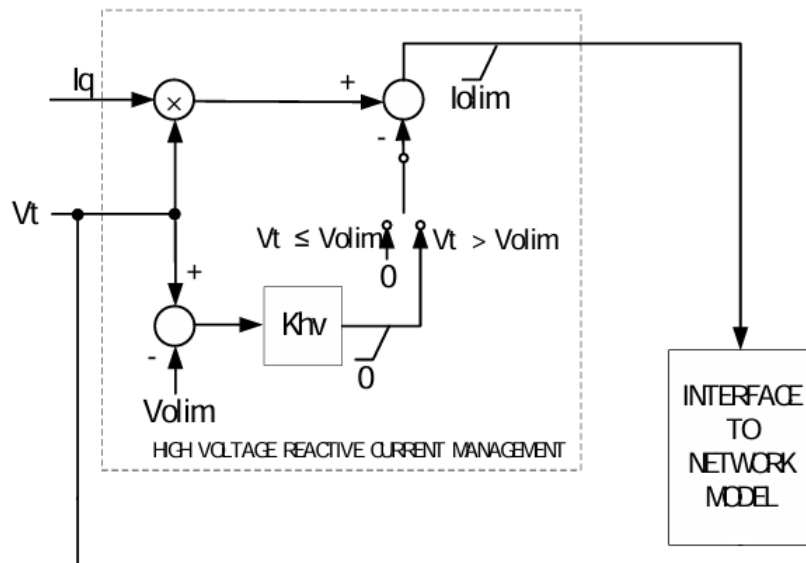 Iq
×
+
-
Iolim
Vt
Vt ≤ Volim
Vt > Volim
0
+
-
Khv
0
Volim
HIGH VOLTAGE REACTIVE CURRENT MANAGEMENT
INTERFACE
TO
NETWORK
MODEL